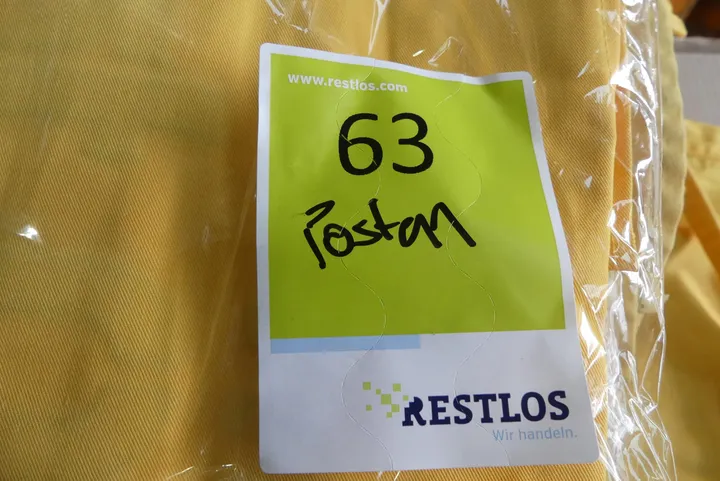 www.restlos.com
63
Posten
RESTLOS
Wir handeln.